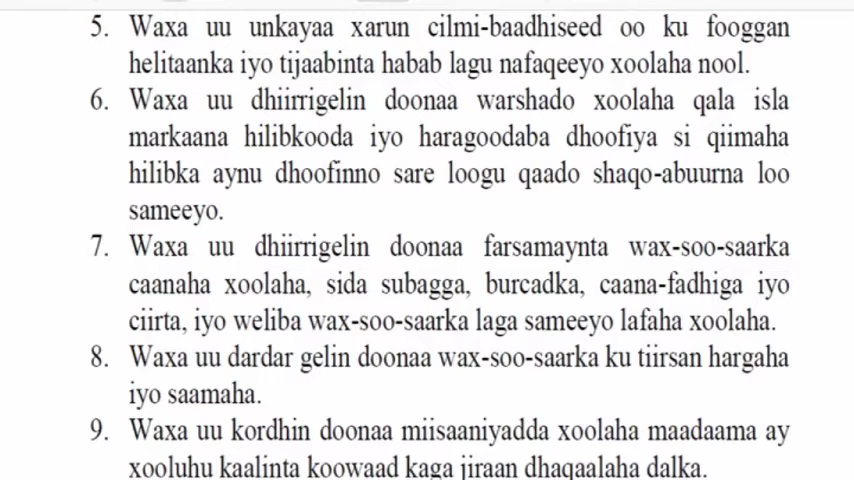 5. Waxa uu unkayaa xarun cilmi-baadhiseed oo ku fooggan
helitaanka iyo tijaabinta habab lagu nafaqeeyo xoolaha nool.
6. Waxa uu dhiirrigelin doonaa warshado xoolaha qala isla
markaana hilibkooda iyo haragoodaba dhoofiya si qiimaha
hilibka aynu dhoofinno sare loogu qaado shaqo-abuurna loo
sameeyo.
7. Waxa uu dhiirrigelin doonaa farsamaynta wax-soo-saarka
caanaha xoolaha, sida subagga, burcadka, caana-fadhiga iyo
ciirta, iyo weliba wax-soo-saarka laga sameeyo lafaha xoolaha.
8. Waxa uu dardar gelin doonaa wax-soo-saarka ku tiirsan hargaha
iyo saamaha.
9. Waxa uu kordhin doonaa miisaaniyadda xoolaha maadaama ay
xooluhu kaalinta koowaad kaga jiraan dhaqaalaha dalka.